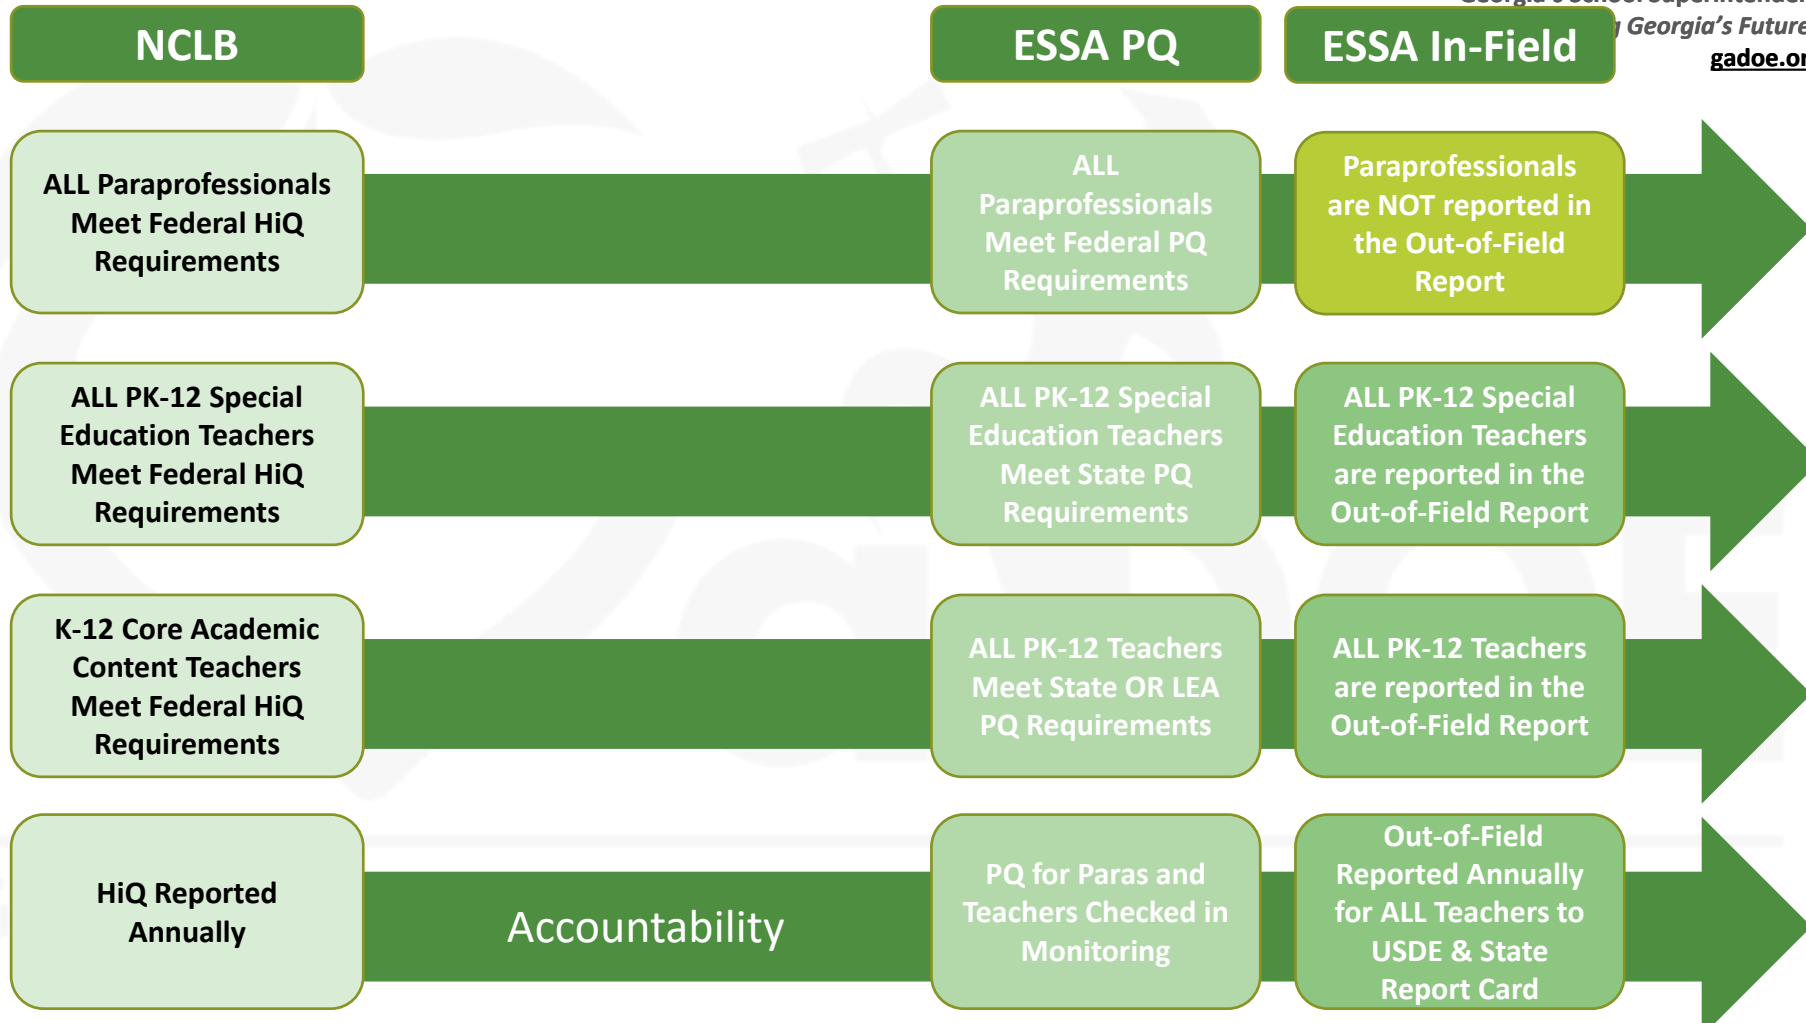 Georgia's School Superintendent
Georgia's Future
gadoe.or
NCLB
ESSA PQ
ESSA In-Field
ALL Paraprofessionals
Meet Federal HiQ
Requirements
ALL
Paraprofessionals
Meet Federal PQ
Requirements
Paraprofessionals
are NOT reported in
the Out-of-Field
Report
ALL PK-12 Special
Education Teachers
Meet Federal HiQ
Requirements
ALL PK-12 Special
Education Teachers
Meet State PQ
Requirements
ALL PK-12 Special
Education Teachers
are reported in the
Out-of-Field Report
K-12 Core Academic
Content Teachers
Meet Federal HiQ
Requirements
ALL PK-12 Teachers
Meet State OR LEA
PQ Requirements
ALL PK-12 Teachers
are reported in the
Out-of-Field Report
HiQ Reported
Annually
Accountability
PQ for Paras and
Teachers Checked in
Monitoring
Out-of-Field
Reported Annually
for ALL Teachers to
USDE & State
Report Card